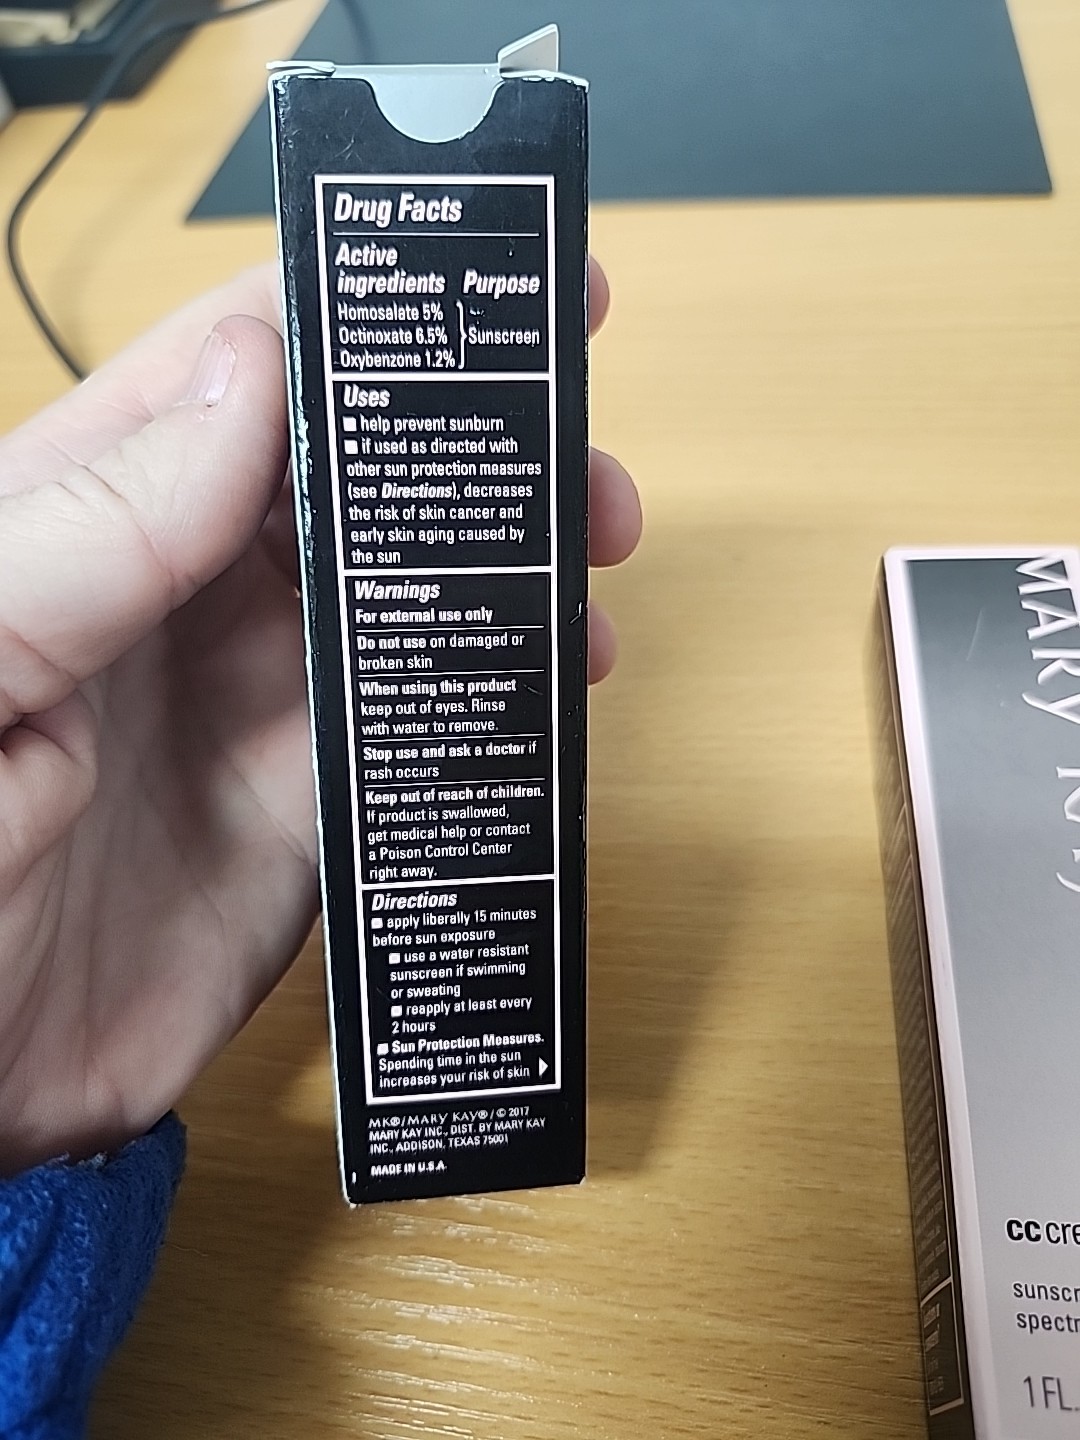 Drug Facts
Active
ingredients Purpose
Homosalate 5%
Octinoxate 6.5% Sunscreen
Oxybenzone 1.2%
Uses
■ help prevent sunburn
■ if used as directed with
other sun protection measures
(see Directions), decreases
the risk of skin cancer and
early skin aging caused by
the sun
Warnings
For external use only
Do not use on damaged or
broken skin
When using this product
keep out of eyes. Rinse
with water to remove.
Stop use and ask a doctor if
rash occurs
Keep out of reach of children.
If product is swallowed,
get medical help or contact
a Poison Control Center
right away.
Directions
■ apply liberally 15 minutes
before sun exposure
■ use a water resistant
sunscreen if swimming
or sweating
■ reapply at least every
2 hours
■ Sun Protection Measures.
Spending time in the sun
increases your risk of skin
MK®/MARY KAY®/© 2017
MARY KAY INC., DIST. BY MARY KAY
INC., ADDISON, TEXAS 75001
MADE IN U.S.A.
MARY
cc cre
sunscr
spectr
1 FL.